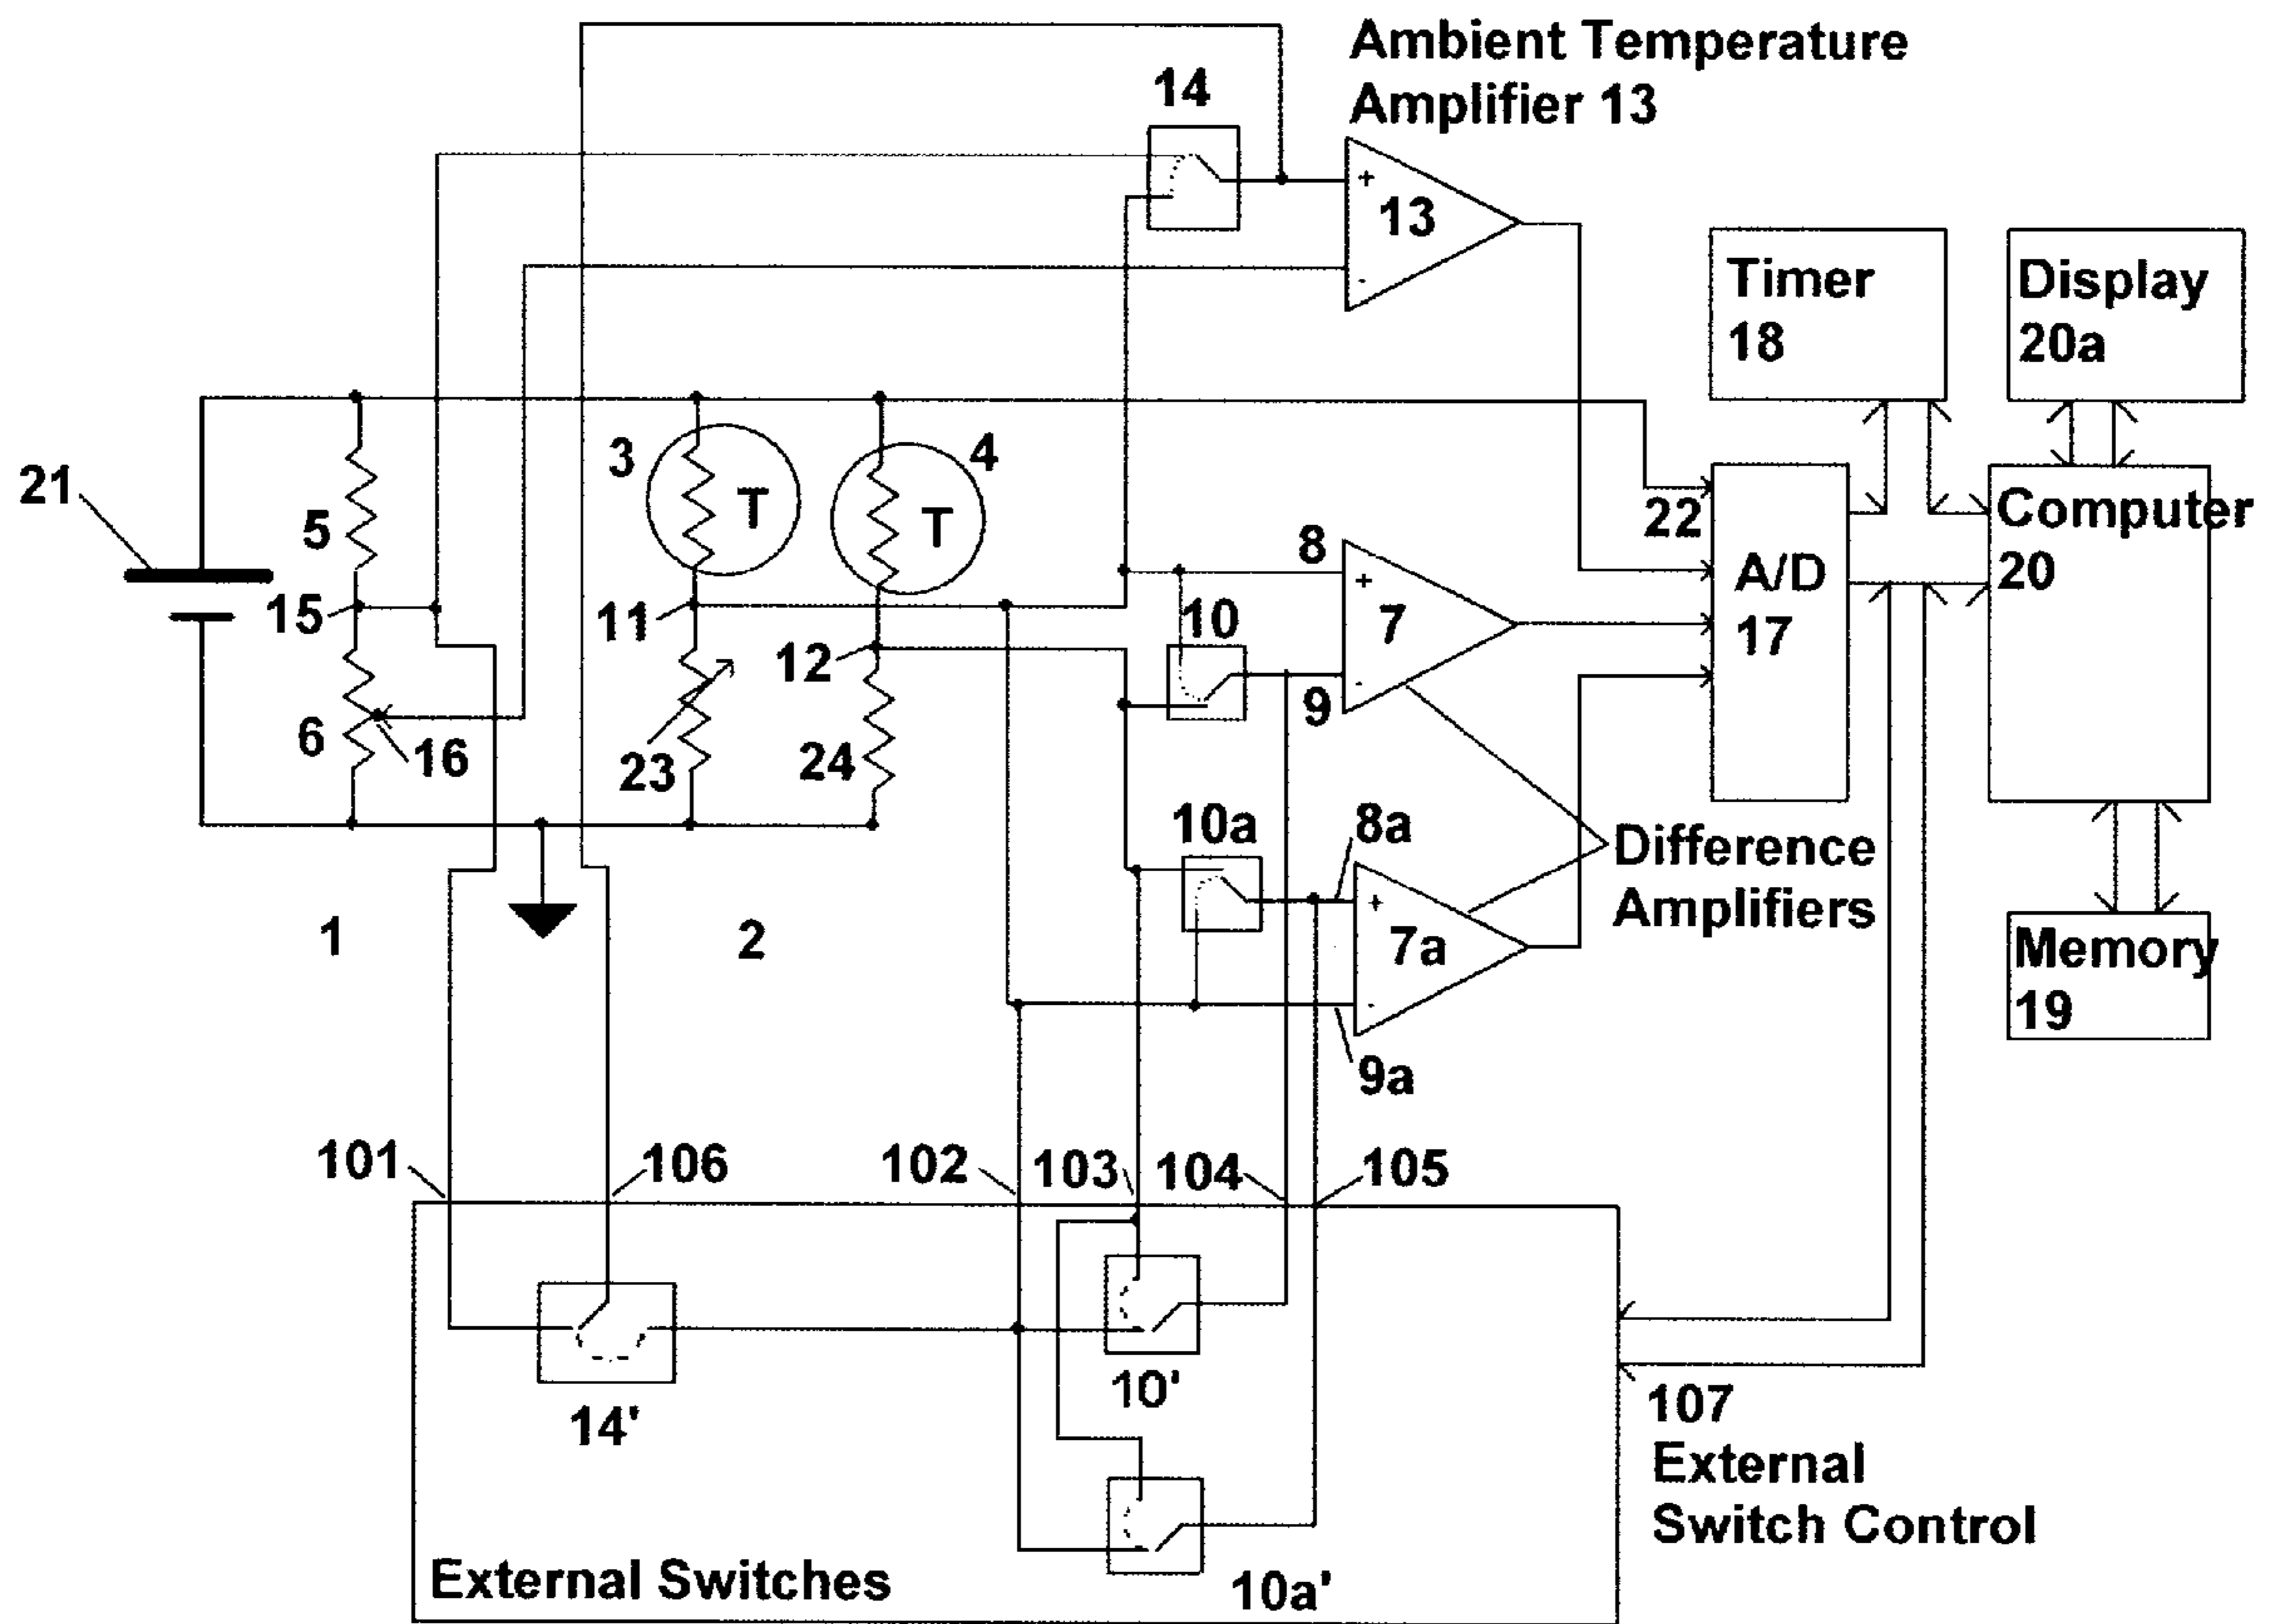 Ambient Temperature
Amplifier 13
14
+
13
-
Timer
18
Display
20a
3
T
4
T
21
5
22
A/D
17
Computer
20
8
+
7
-
9
10
15
11
12
6
16
23
24
10a
8a
Difference
Amplifiers
1
2
+
7a
-
9a
Memory
19
101
106
102
103
104
105
14'
10'
107
External
Switch Control
External Switches
10a'